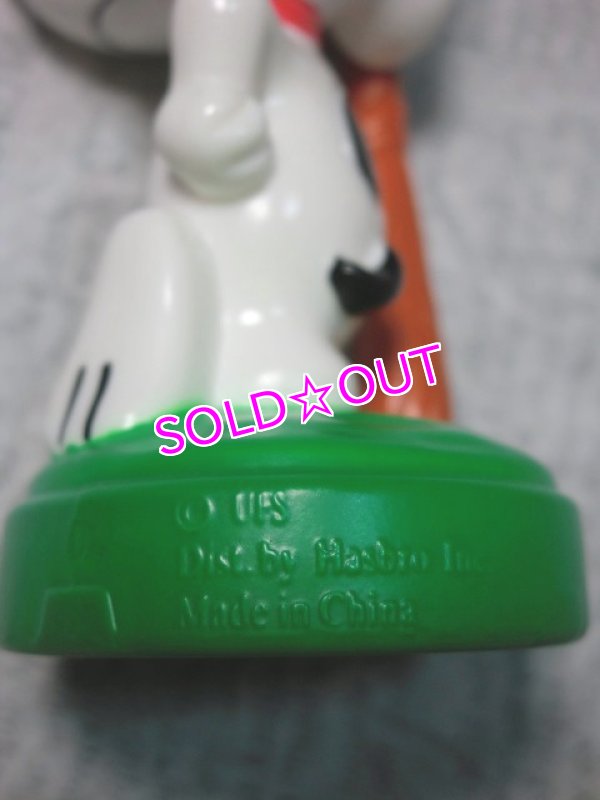 SOLD☆OUT
© UFS
Dist. by Hasbro Inc.
Made in China